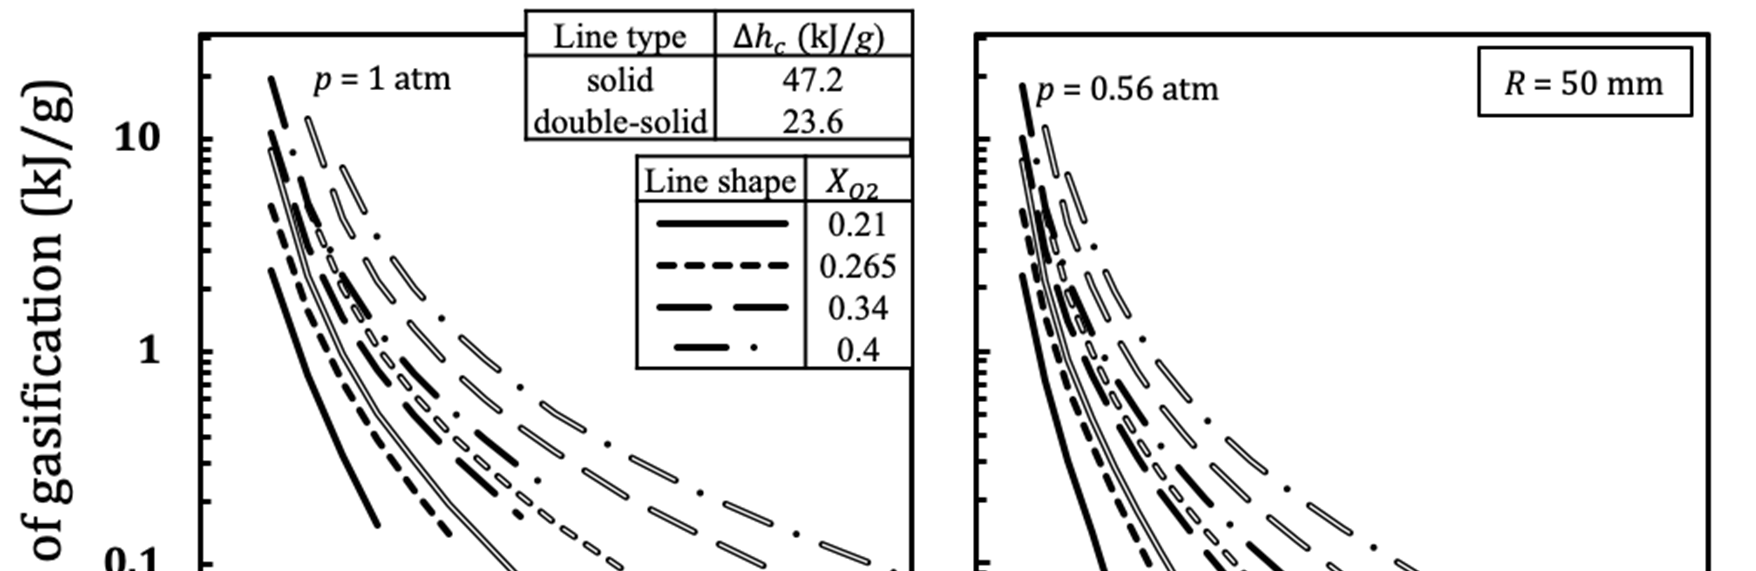 Line type Δh_c (kJ/g)
solid 47.2
double-solid 23.6
p = 1 atm
Line shape X_O2
0.21
0.265
0.34
0.4
of gasification (kJ/g)
10
1
0.1
p = 0.56 atm
R = 50 mm